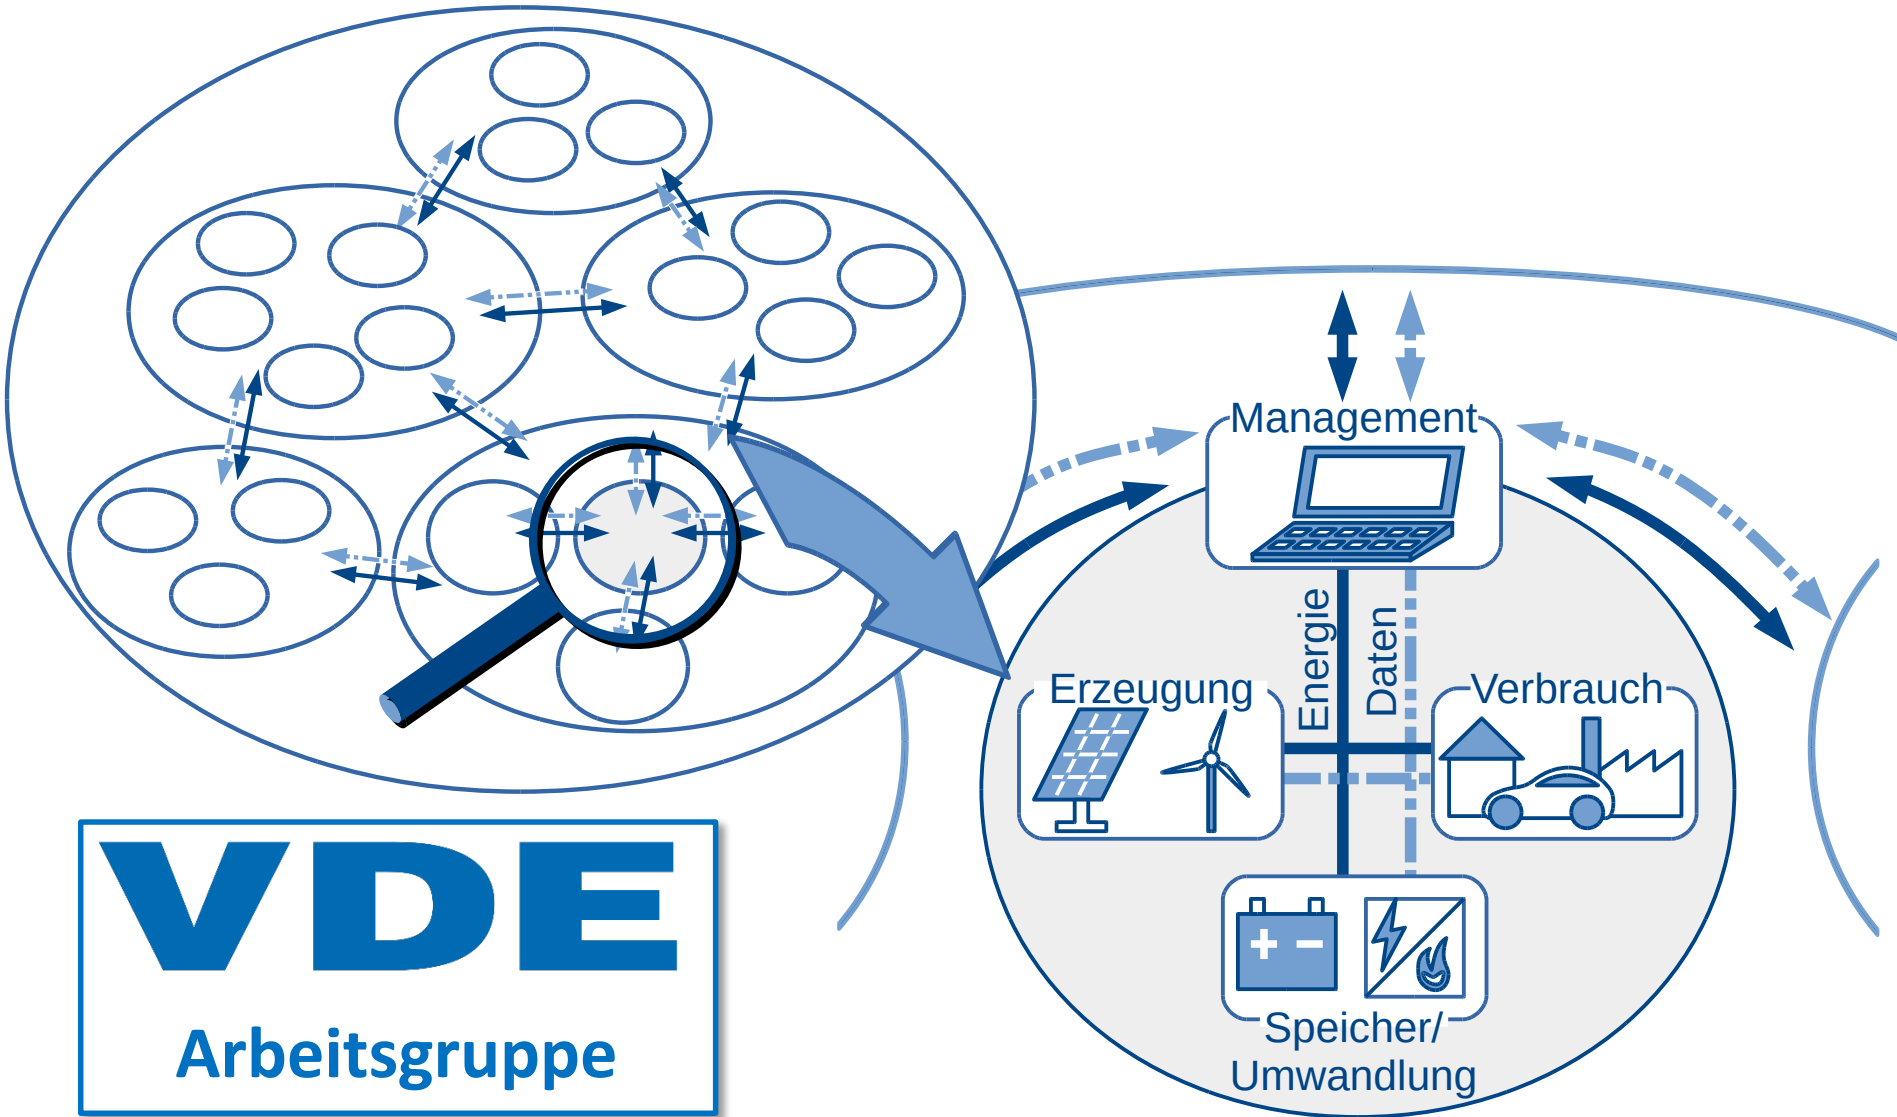 Management
Energie
Daten
Erzeugung
Verbrauch
Speicher/
Umwandlung
VDE
Arbeitsgruppe